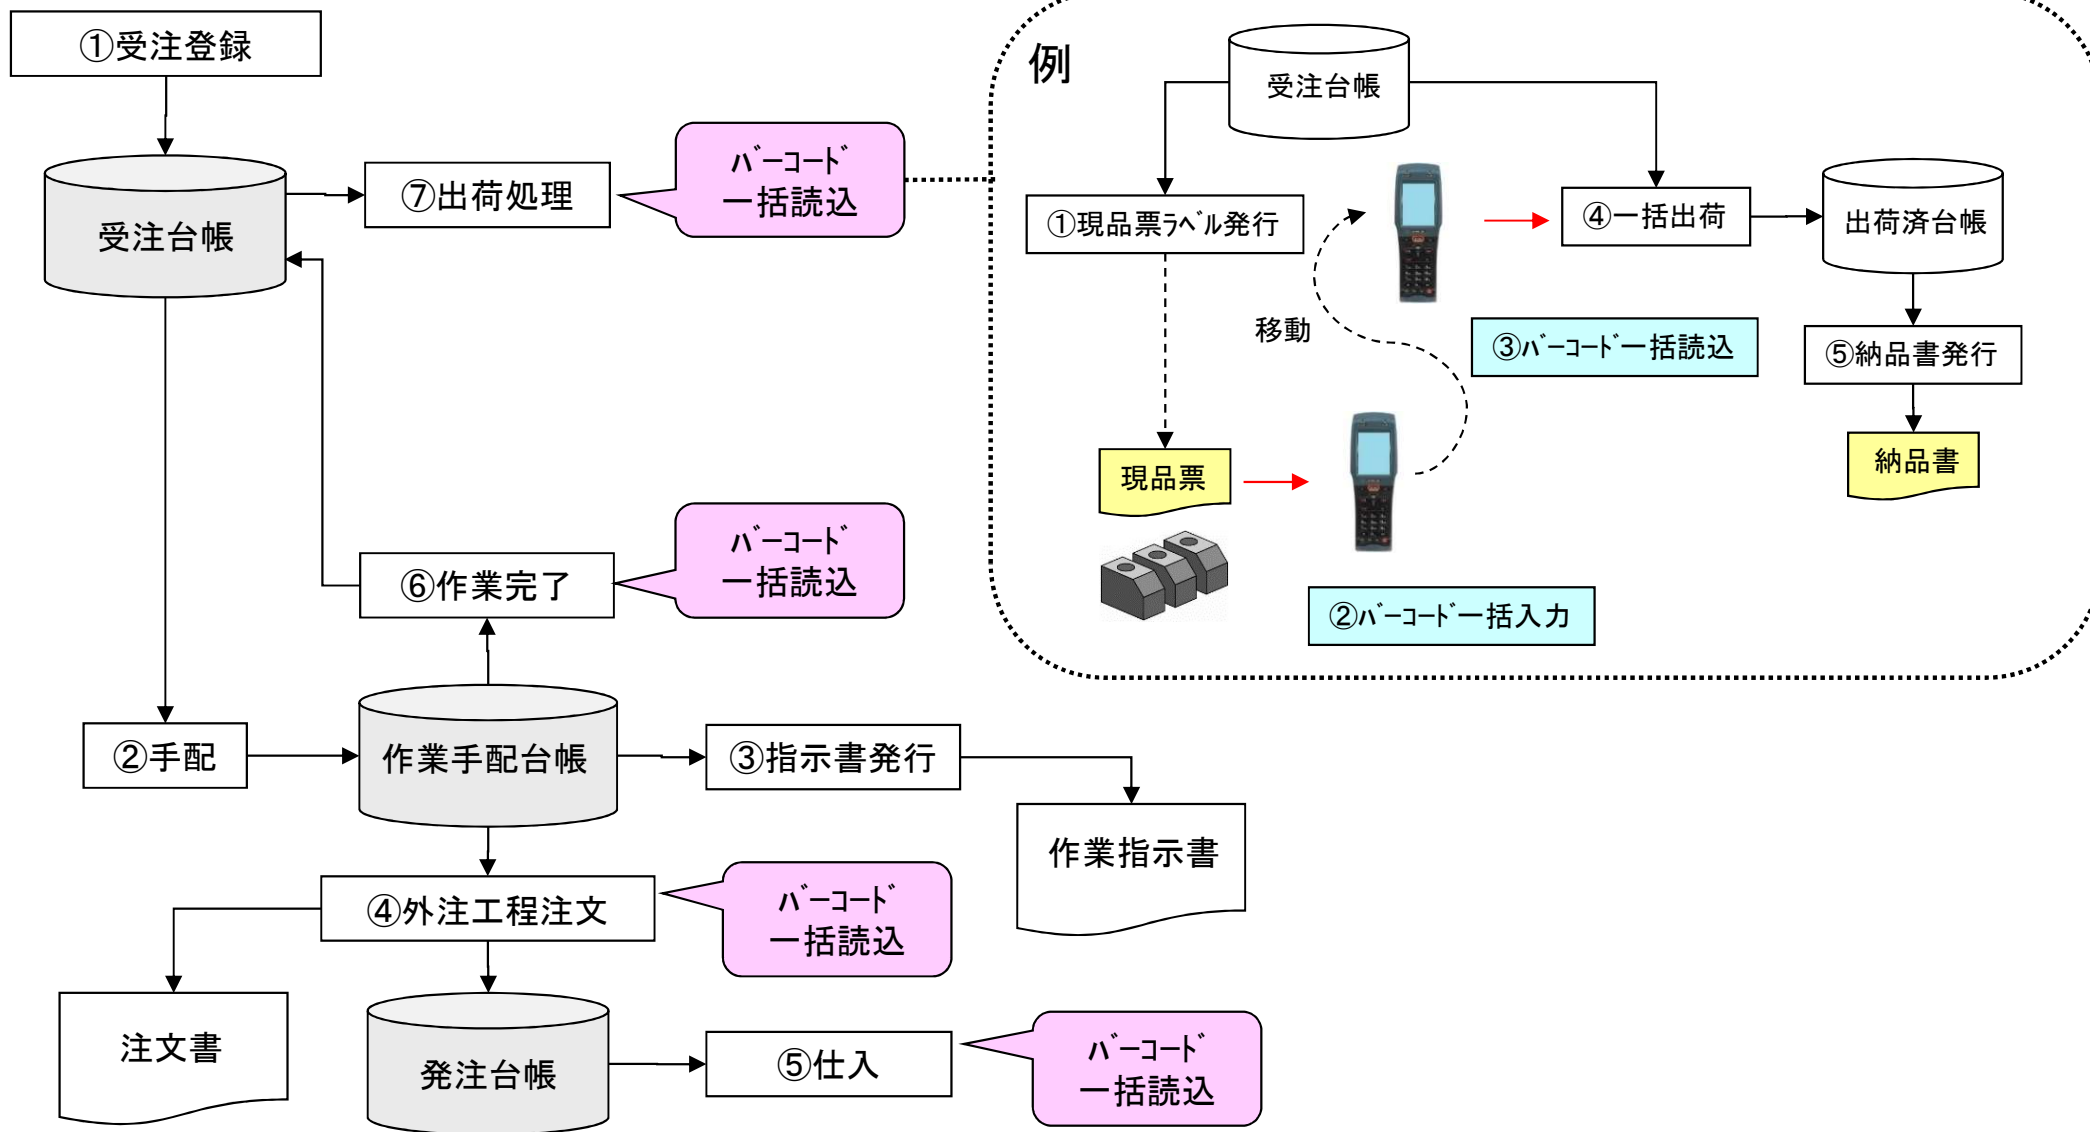 ①受注登録
受注台帳
⑦出荷処理
ﾊﾞｰｺｰﾄﾞ
一括読込
⑥作業完了
ﾊﾞｰｺｰﾄﾞ
一括読込
②手配
作業手配台帳
③指示書発行
作業指示書
④外注工程注文
ﾊﾞｰｺｰﾄﾞ
一括読込
注文書
発注台帳
⑤仕入
ﾊﾞｰｺｰﾄﾞ
一括読込
例
受注台帳
①現品票ﾗﾍﾞﾙ発行
④一括出荷
出荷済台帳
移動
③ﾊﾞｰｺｰﾄﾞ一括読込
⑤納品書発行
現品票
納品書
②ﾊﾞｰｺｰﾄﾞ一括入力